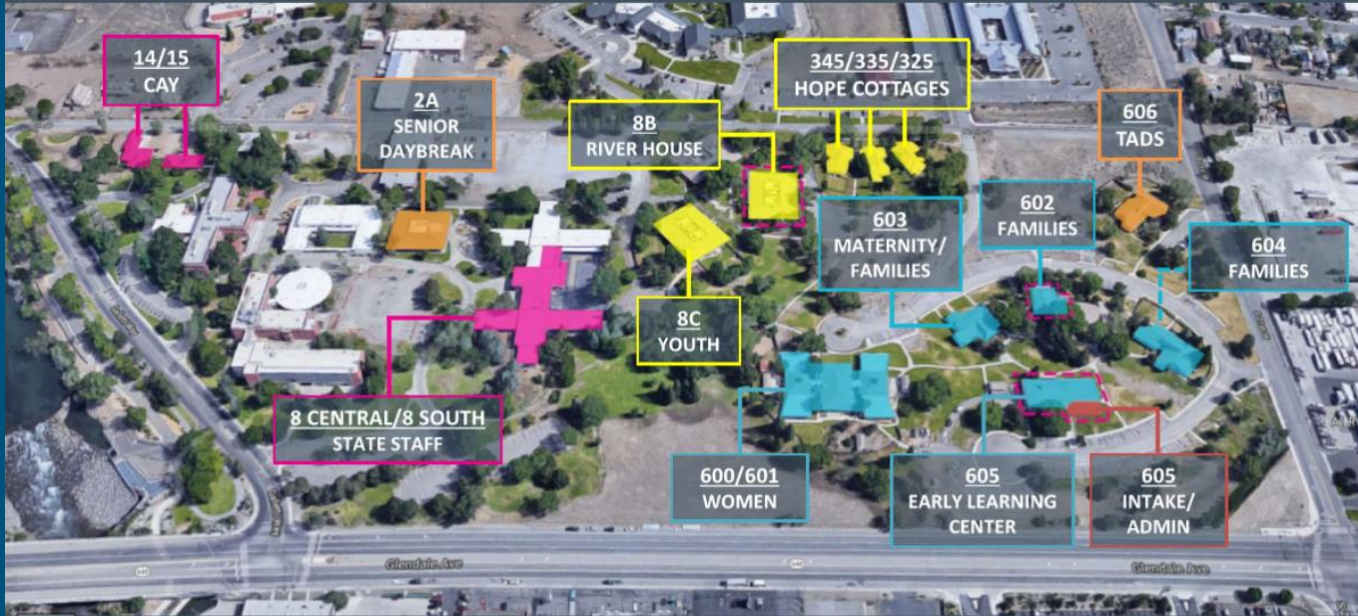 14/15
CAY
2A
SENIOR
DAYBREAK
8B
RIVER HOUSE
345/335/325
HOPE COTTAGES
606
TADS
603
MATERNITY/
FAMILIES
602
FAMILIES
604
FAMILIES
8C
YOUTH
8 CENTRAL/8 SOUTH
STATE STAFF
600/601
WOMEN
605
EARLY LEARNING
CENTER
605
INTAKE/
ADMIN
Glendale Ave
Glendale Ave